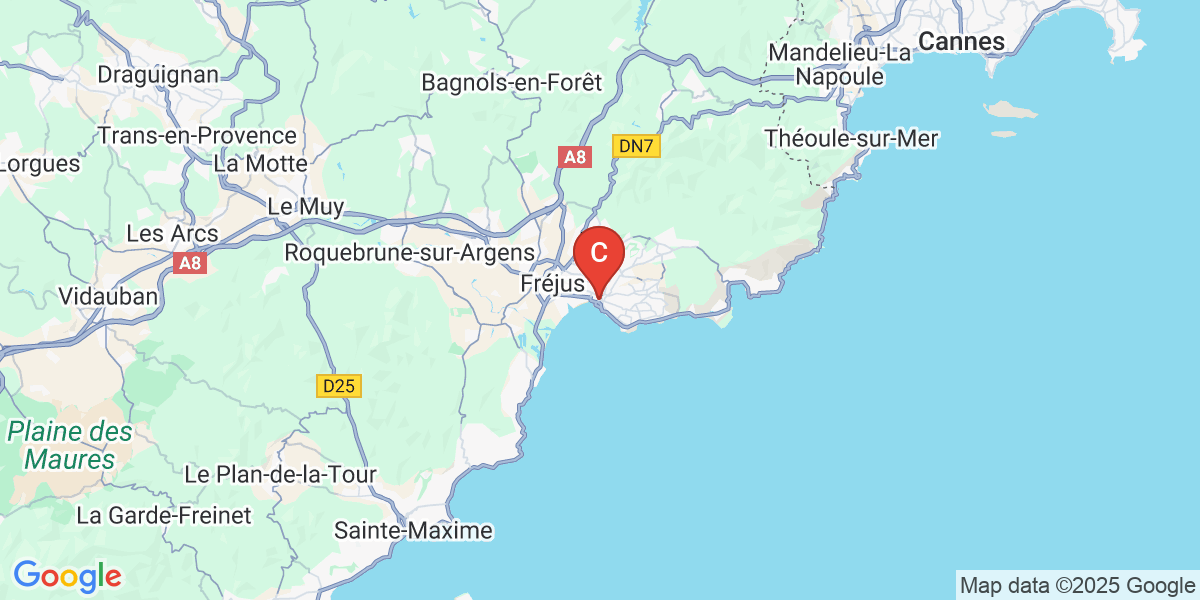 Cannes
Mandelieu-La
Napoule
Draguignan
Bagnols-en-Forêt
Trans-en-Provence
DN7
Théoule-sur-Mer
A8
Lorgues
La Motte
Le Muy
Les Arcs
Roquebrune-sur-Argens
C
A8
Fréjus
Vidauban
D25
Plaine des
Maures
Le Plan-de-la-Tour
La Garde-Freinet
Sainte-Maxime
Google
Map data ©2025 Google